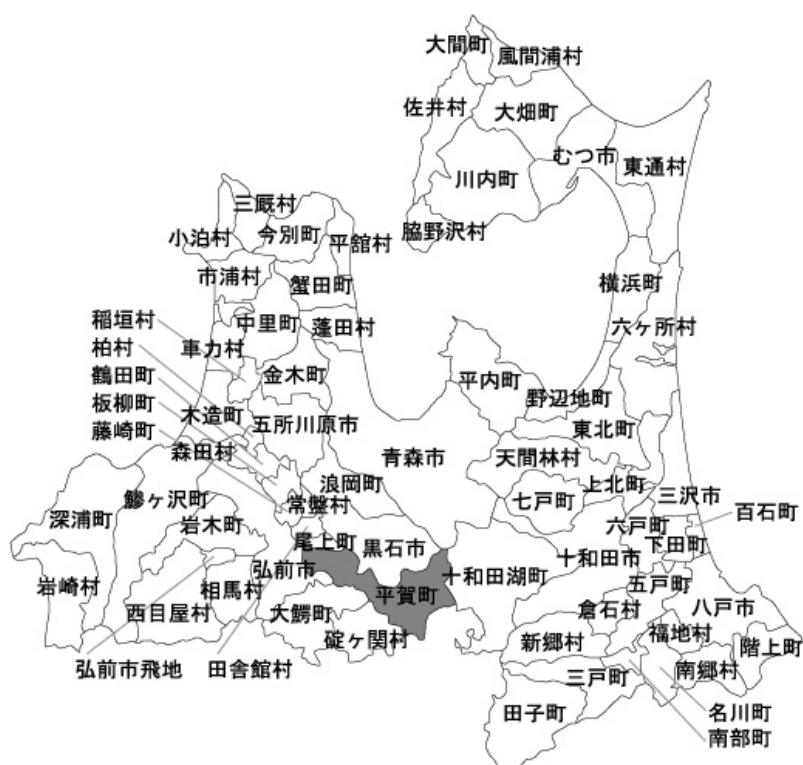 大間町
風間浦村
佐井村
大畑町
むつ市
東通村
川内町
脇野沢村
三厩村
小泊村
今別町
平舘村
市浦村
蟹田町
横浜町
稲垣村
中里町
蓬田村
六ヶ所村
柏村
車力村
鶴田町
金木町
平内町
板柳町
木造町
野辺地町
藤崎町
五所川原市
東北町
森田村
青森市
天間林村
鰺ヶ沢町
浪岡町
上北町
常盤村
七戸町
三沢市
深浦町
岩木町
六戸町
百石町
尾上町
黒石市
下田町
弘前市
十和田湖町
十和田市
岩崎村
相馬村
平賀町
五戸町
西目屋村
大鰐町
倉石村
八戸市
碇ヶ関村
新郷村
福地村
階上町
弘前市飛地
田舎館村
三戸町
南郷村
田子町
名川町
南部町